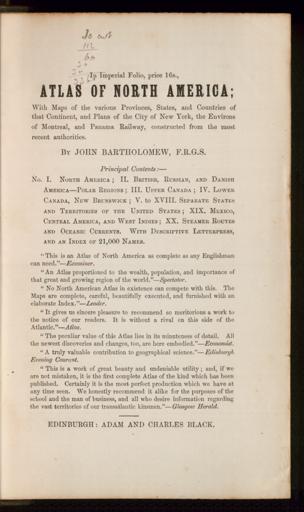 In Imperial Folio, price 16s.,
ATLAS OF NORTH AMERICA;
With Maps of the various Provinces, States, and Countries of
that Continent, and Plans of the City of New York, the Environs
of Montreal, and Panama Railway, constructed from the most
recent authorities.
BY JOHN BARTHOLOMEW, F.R.G.S.
Principal Contents:—
No. I. NORTH AMERICA; II. BRITISH, RUSSIAN, AND DANISH
AMERICA—POLAR REGIONS; III. UPPER CANADA; IV. LOWER
CANADA, NEW BRUNSWICK; V. to XVIII. SEPARATE STATES
AND TERRITORIES OF THE UNITED STATES; XIX. MEXICO,
CENTRAL AMERICA, AND WEST INDIES; XX. STEAMER ROUTES
AND OCEANIC CURRENTS. WITH DESCRIPTIVE LETTERPRESS,
AND AN INDEX OF 21,000 NAMES.
"This is an Atlas of North America as complete as any Englishman
can need."—Examiner.
"An Atlas proportioned to the wealth, population, and importance of
that great and growing region of the world."—Spectator.
"No North American Atlas in existence can compete with this. The
Maps are complete, careful, beautifully executed, and furnished with an
elaborate Index."—Leader.
"It gives us sincere pleasure to recommend so meritorious a work to
the notice of our readers. It is without a rival on this side of the
Atlantic."—Atlas.
"The peculiar value of this Atlas lies in its minuteness of detail. All
the newest discoveries and changes, too, are here embodied."—Economist.
"A truly valuable contribution to geographical science."—Edinburgh
Evening Courant.
"This is a work of great beauty and undeniable utility; and, if we
are not mistaken, it is the first complete Atlas of the kind which has been
published. Certainly it is the most perfect production which we have at
any time seen. We honestly recommend it alike for the purposes of the
school and the man of business, and all who desire information regarding
the vast territories of our transatlantic kinsmen."—Glasgow Herald.
EDINBURGH: ADAM AND CHARLES BLACK.